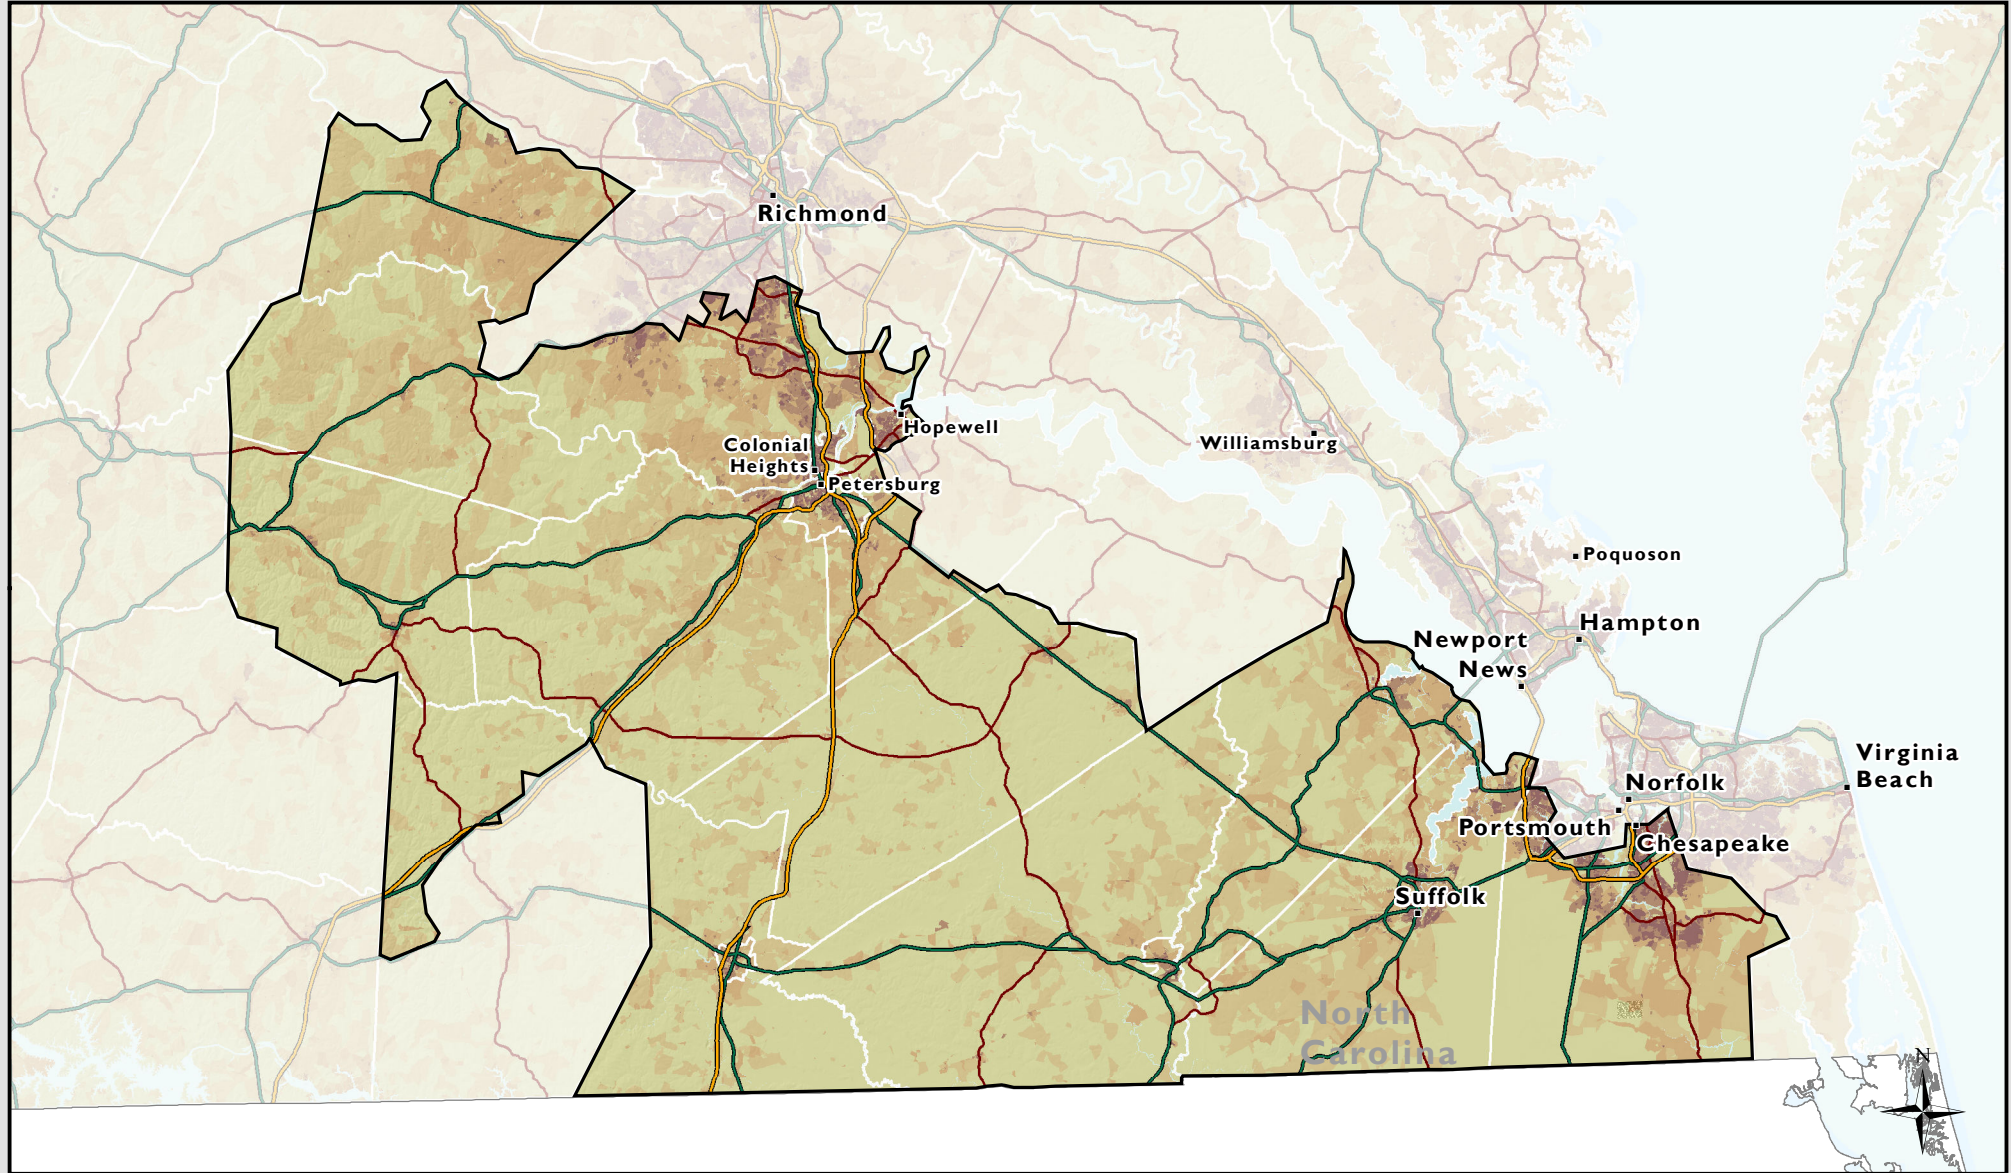 Richmond
Hopewell
Colonial
Heights
Petersburg
Williamsburg
Poquoson
Hampton
Newport
News
Virginia
Beach
Norfolk
Portsmouth
Chesapeake
Suffolk
North
Carolina
N